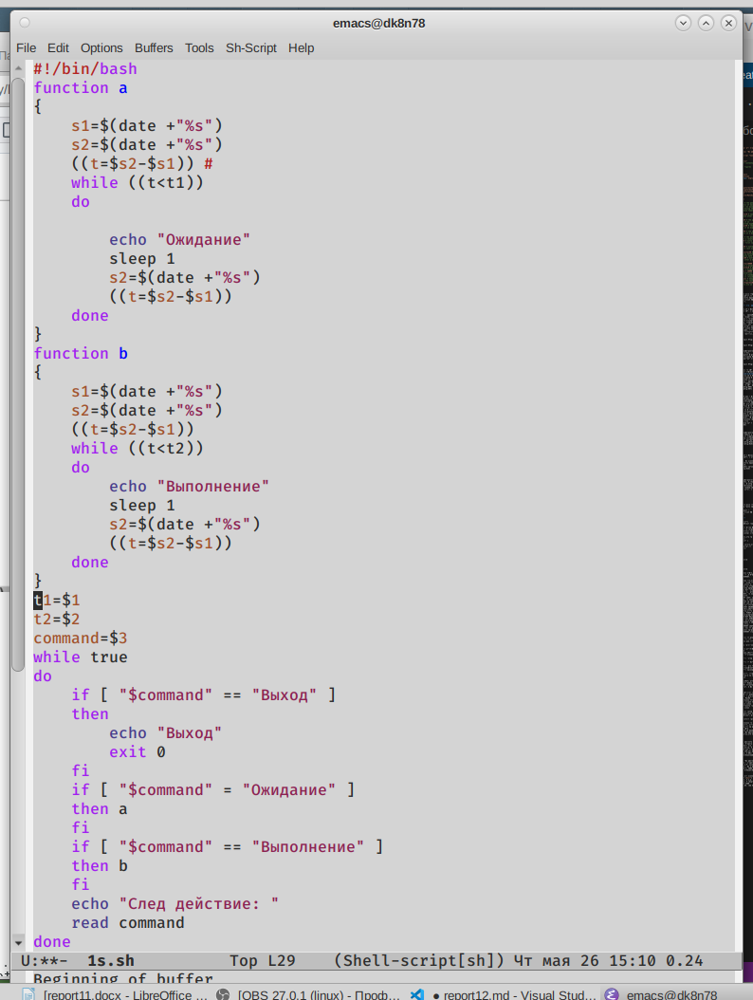 emacs@dk8n78
File Edit Options Buffers Tools Sh-Script Help
#!/bin/bash
function a
{
    s1=$(date +"%s")
    s2=$(date +"%s")
    ((t=$s2-$s1)) #
    while ((t<t1))
    do

        echo "Ожидание"
        sleep 1
        s2=$(date +"%s")
        ((t=$s2-$s1))
    done
}
function b
{
    s1=$(date +"%s")
    s2=$(date +"%s")
    ((t=$s2-$s1))
    while ((t<t2))
    do
        echo "Выполнение"
        sleep 1
        s2=$(date +"%s")
        ((t=$s2-$s1))
    done
}
t1=$1
t2=$2
command=$3
while true
do
    if [ "$command" == "Выход" ]
    then
        echo "Выход"
        exit 0
    fi
    if [ "$command" = "Ожидание" ]
    then a
    fi
    if [ "$command" == "Выполнение" ]
    then b
    fi
    echo "След действие: "
    read command
done
U:**- 1s.sh Top L29 (Shell-script[sh]) Чт мая 26 15:10 0.24
Beginning of buffer
[report11.docx - LibreOffice ... [OBS 27.0.1 (linux) - Проф... ● report12.md - Visual Stud... emacs@dk8n78